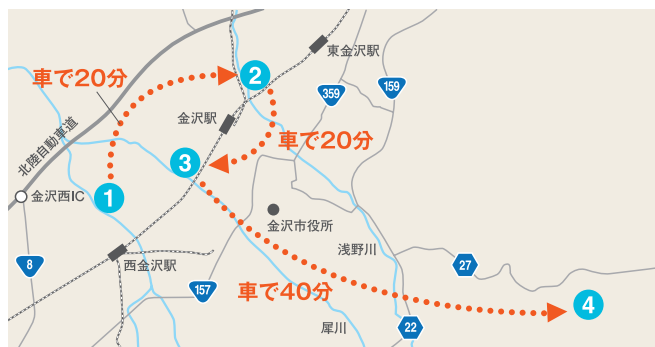 東金沢駅
車で20分
2
359
159
金沢駅
車で20分
北陸自動車道
3
金沢西IC
1
金沢市役所
浅野川
8
西金沢駅
27
157
車で40分
4
犀川
22